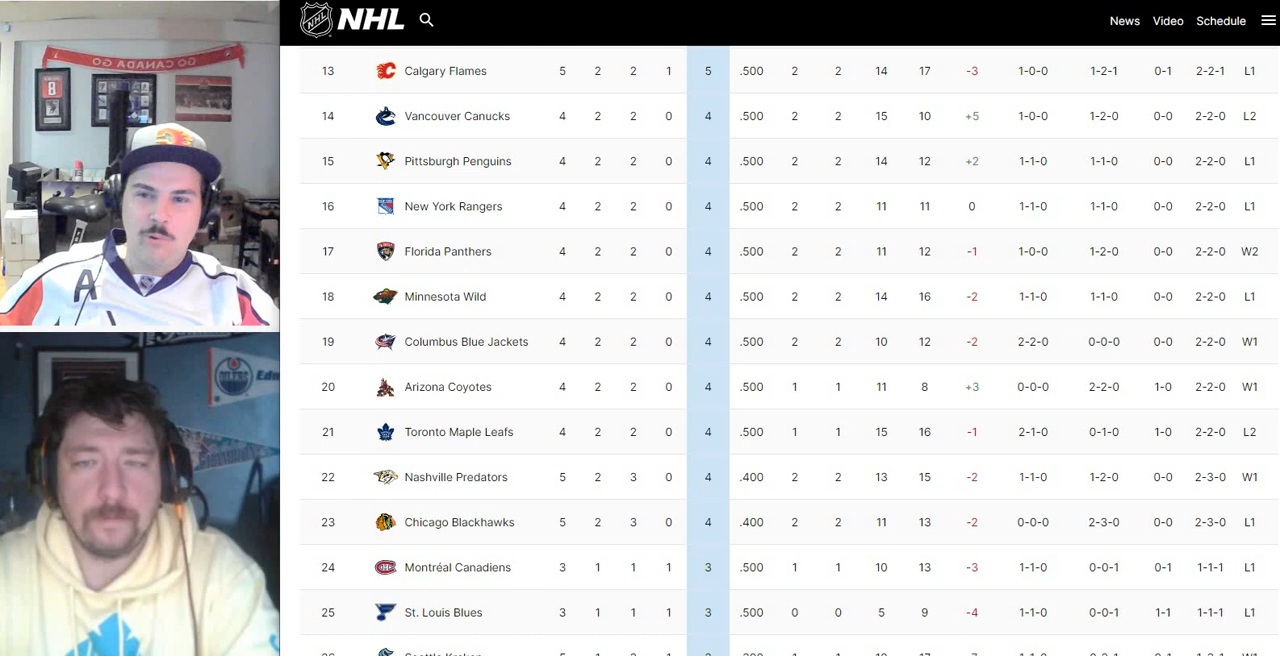 NHL
News Video Schedule
13 Calgary Flames 5 2 2 1 5 .500 2 2 14 17 -3 1-0-0 1-2-1 0-1 2-2-1 L1
14 Vancouver Canucks 4 2 2 0 4 .500 2 2 15 10 +5 1-0-0 1-2-0 0-0 2-2-0 L2
15 Pittsburgh Penguins 4 2 2 0 4 .500 2 2 14 12 +2 1-1-0 1-1-0 0-0 2-2-0 L1
16 New York Rangers 4 2 2 0 4 .500 2 2 11 11 0 1-1-0 1-1-0 0-0 2-2-0 L1
17 Florida Panthers 4 2 2 0 4 .500 2 2 11 12 -1 1-0-0 1-2-0 0-0 2-2-0 W2
18 Minnesota Wild 4 2 2 0 4 .500 2 2 14 16 -2 1-1-0 1-1-0 0-0 2-2-0 L1
19 Columbus Blue Jackets 4 2 2 0 4 .500 2 2 10 12 -2 2-2-0 0-0-0 0-0 2-2-0 W1
20 Arizona Coyotes 4 2 2 0 4 .500 1 1 11 8 +3 0-0-0 2-2-0 1-0 2-2-0 W1
21 Toronto Maple Leafs 4 2 2 0 4 .500 1 1 15 16 -1 2-1-0 0-1-0 1-0 2-2-0 L2
22 Nashville Predators 5 2 3 0 4 .400 2 2 13 15 -2 1-1-0 1-2-0 0-0 2-3-0 W1
23 Chicago Blackhawks 5 2 3 0 4 .400 2 2 11 13 -2 0-0-0 2-3-0 0-0 2-3-0 L1
24 Montréal Canadiens 3 1 1 1 3 .500 1 1 10 13 -3 1-1-0 0-0-1 0-1 1-1-1 L1
25 St. Louis Blues 3 1 1 1 3 .500 0 0 5 9 -4 1-1-0 0-0-1 1-1 1-1-1 L1
GO CANADA GO
8
A
OILERS